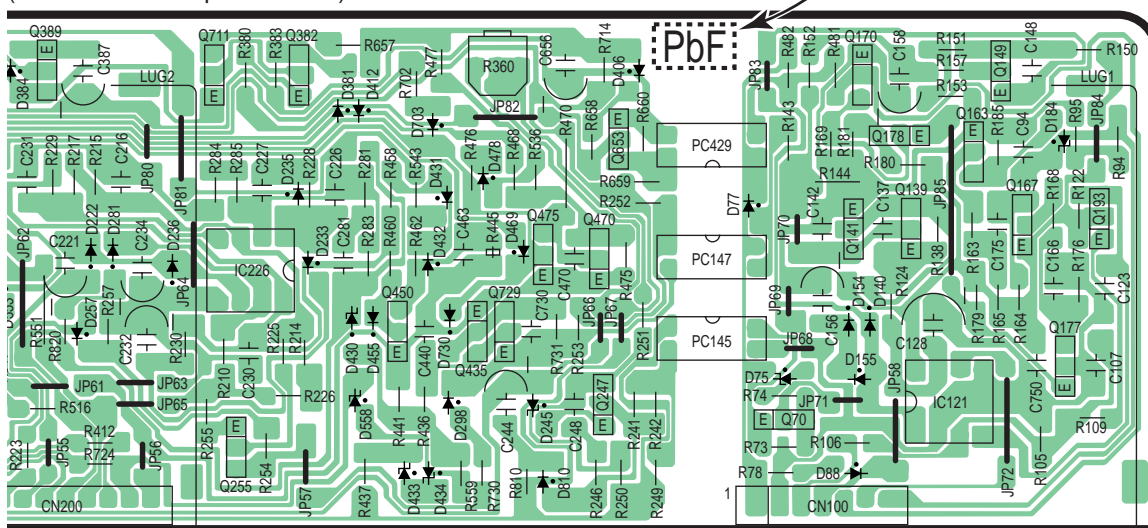 Q389
C387
Q711
R380
R383
Q382
R657
R477
C656
R714
PbF
R482
R152
R481
Q170
C158
R151
Q149
C148
R150
D384
E
LUG2
D381
D412
R702
R360
D406
JP83
E
R157
R153
E
LUG1
E
E
D703
JP82
R470
R658
Q653
E
R660
R143
R169
R181
Q178
E
Q163
E
R185
C94
D184
R95
JP84
C231
R229
R217
R215
C216
JP80
JP81
R284
R285
C227
D235
R228
C226
R281
R458
R543
D431
R476
D478
R468
R536
PC429
R180
R94
R659
R144
R252
D77
C142
C137
Q139
JP85
Q167
R168
R122
Q193
JP62
C221
D222
D281
C234
D236
JP64
IC226
D233
C281
R283
R460
R462
D432
C463
R445
D469
Q475
E
Q470
E
R475
PC147
JP70
E
Q141
E
R138
R163
C175
E
C166
R176
E
C123
R551
R820
D257
R257
C232
R230
R225
R214
Q450
Q729
C470
C730
JP66
JP67
JP69
C156
D154
D140
R124
R179
R165
R164
D430
D455
E
C440
D730
Q435
E
E
R731
R253
R251
PC145
JP68
C128
Q177
E
JP61
JP63
JP65
R210
C230
R226
D75
D155
JP58
IC121
C750
C107
R516
D558
R441
R436
D298
C244
D245
C248
Q247
E
R241
R242
R74
JP71
E
Q70
R109
R223
JP55
R412
R724
JP56
R255
E
Q255
R254
JP57
R437
D433
D434
R559
R730
R810
D810
R246
R250
R249
R73
R106
R78
D88
JP72
R105
CN200
1
CN100